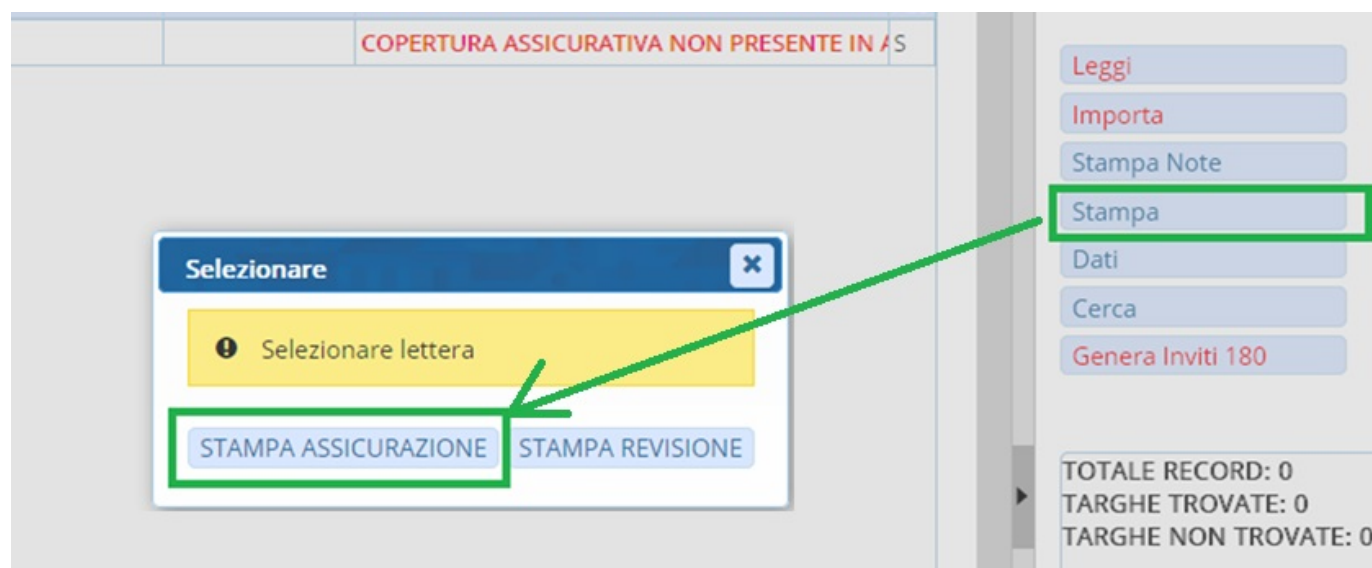 COPERTURA ASSICURATIVA NON PRESENTE IN A S
Leggi
Importa
Stampa Note
Stampa
Dati
Cerca
Genera Inviti 180
Selezionare
Selezionare lettera
STAMPA ASSICURAZIONE STAMPA REVISIONE
TOTALE RECORD: 0
TARGHE TROVATE: 0
TARGHE NON TROVATE: 0